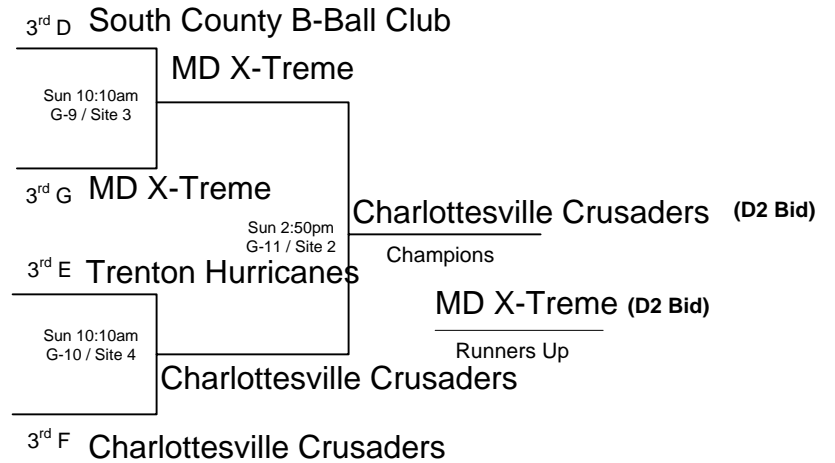 3rd D South County B-Ball Club
MD X-Treme
Sun 10:10am
G-9 / Site 3
3rd G MD X-Treme
Charlottesville Crusaders (D2 Bid)
Sun 2:50pm
G-11 / Site 2
Champions
3rd E Trenton Hurricanes
MD X-Treme (D2 Bid)
Sun 10:10am
G-10 / Site 4
Runners Up
Charlottesville Crusaders
3rd F Charlottesville Crusaders